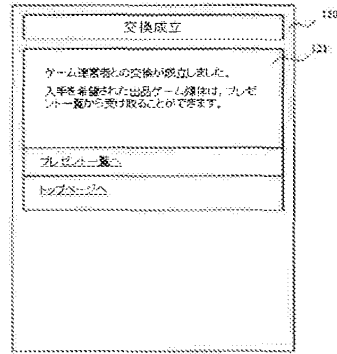 交換成立
ゲーム運営者との交換が成立しました。
入手を希望された出品ゲーム媒体は、プレゼ
ント一覧から受け取ることができます。
プレゼント一覧へ
トップページへ